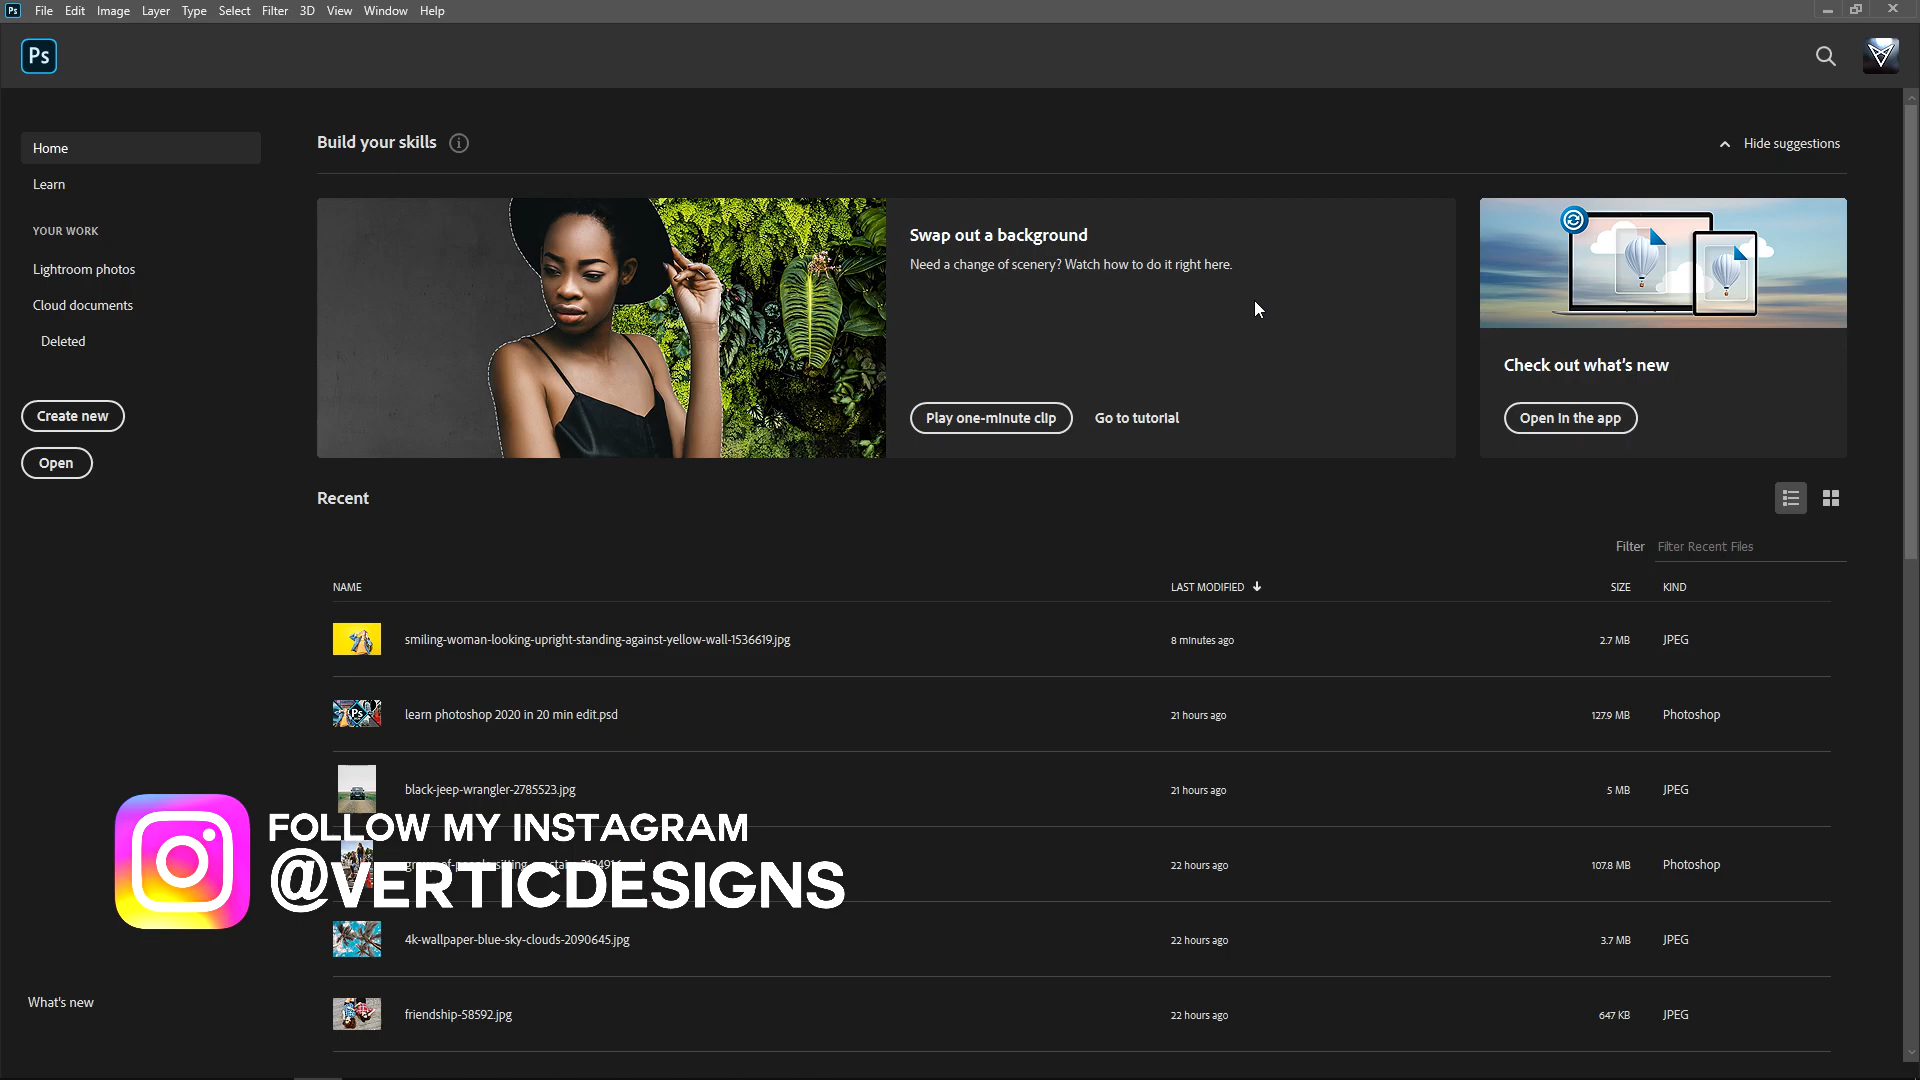 Ps File Edit Image Layer Type Select Filter 3D View Window Help
Ps
Home
Learn
YOUR WORK
Lightroom photos
Cloud documents
Deleted
Create new
Open
What's new
Build your skills
Hide suggestions
Swap out a background
Need a change of scenery? Watch how to do it right here.
Play one-minute clip Go to tutorial
Check out what's new
Open in the app
Recent
Filter Filter Recent Files
NAME LAST MODIFIED SIZE KIND
smiling-woman-looking-upright-standing-against-yellow-wall-1536619.jpg 8 minutes ago 2.7 MB JPEG
Ps learn photoshop 2020 in 20 min edit.psd 21 hours ago 127.9 MB Photoshop
black-jeep-wrangler-2785523.jpg 21 hours ago 5 MB JPEG
22 hours ago 107.8 MB Photoshop
4k-wallpaper-blue-sky-clouds-2090645.jpg 22 hours ago 3.7 MB JPEG
friendship-58592.jpg 22 hours ago 647 KB JPEG
FOLLOW MY INSTAGRAM
@VERTICDESIGNS